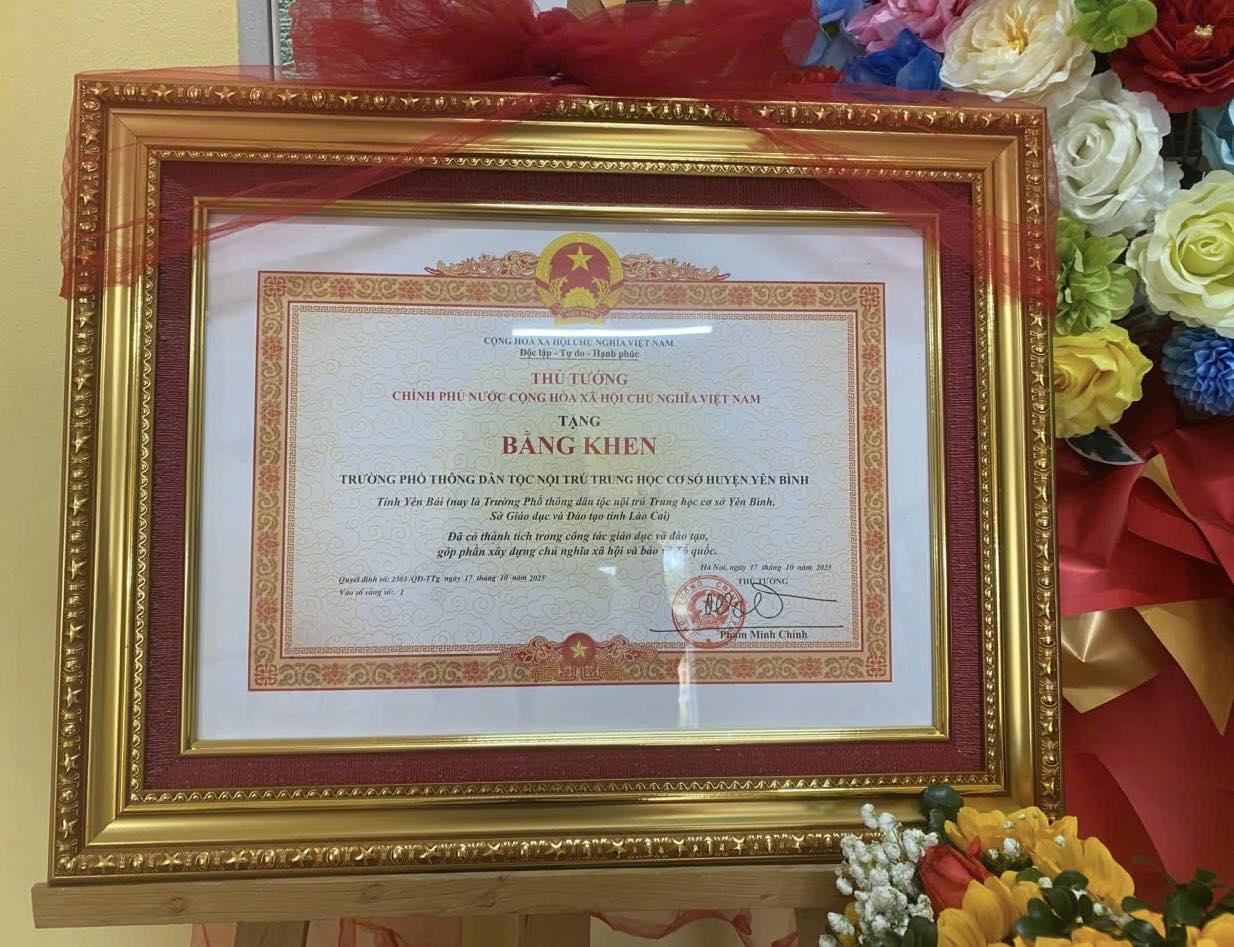 VIỆT NAM
CỘNG HÒA XÃ HỘI CHỦ NGHĨA VIỆT NAM
Độc lập - Tự do - Hạnh phúc
THỦ TƯỚNG
CHÍNH PHỦ NƯỚC CỘNG HÒA XÃ HỘI CHỦ NGHĨA VIỆT NAM
TẶNG
BẰNG KHEN
TRƯỜNG PHỔ THÔNG DÂN TỘC NỘI TRÚ TRUNG HỌC CƠ SỞ HUYỆN YÊN BÌNH
Tỉnh Yên Bái (nay là Trường Phổ thông dân tộc nội trú Trung học cơ sở Yên Bình,
Sở Giáo dục và Đào tạo tỉnh Lào Cai)
Đã có thành tích trong công tác giáo dục và đào tạo,
góp phần xây dựng chủ nghĩa xã hội và bảo vệ Tổ quốc.
Quyết định số: 2303/QĐ-TTg ngày 17 tháng 10 năm 2025
Vào sổ vàng số: 1
Hà Nội, ngày 17 tháng 10 năm 2025
THỦ TƯỚNG
Phạm Minh Chính